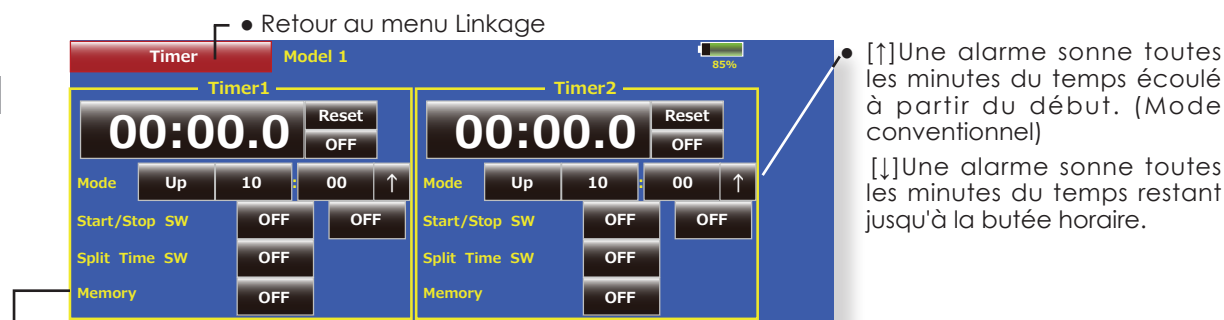 ● Retour au menu Linkage
Timer Model 1 85%
Timer1 Timer2
00:00.0 Reset 00:00.0 Reset
OFF OFF
Mode Up 10 : 00 ↑ Mode Up 10 : 00 ↑
Start/Stop SW OFF OFF Start/Stop SW OFF OFF
Split Time SW OFF Split Time SW OFF
Memory OFF Memory OFF
● [↑]Une alarme sonne toutes
les minutes du temps écoulé
à partir du début. (Mode
conventionnel)
[↓]Une alarme sonne toutes
les minutes du temps restant
jusqu'à la butée horaire.